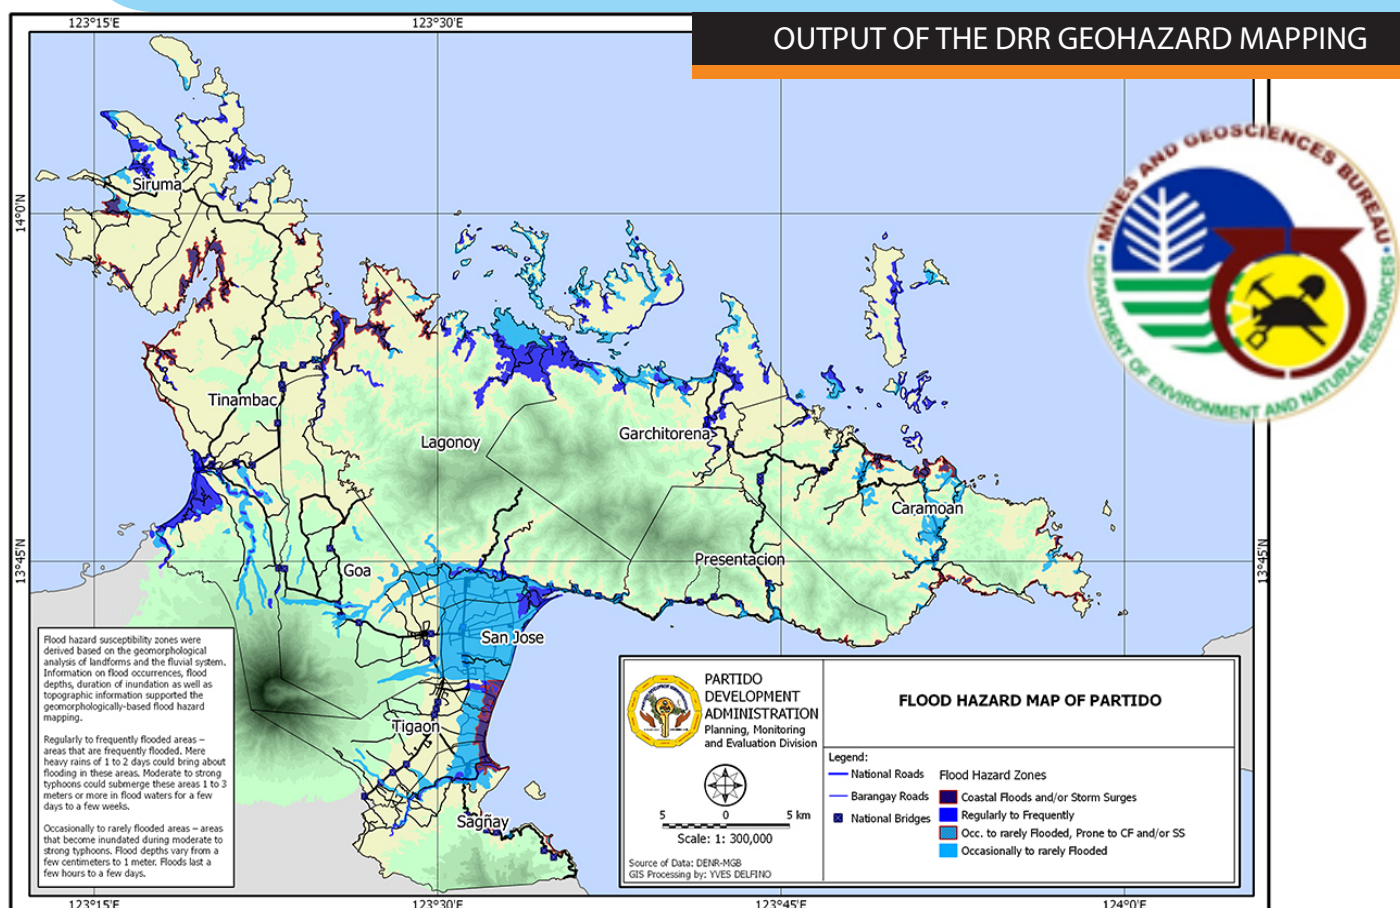 OUTPUT OF THE DRR GEOHAZARD MAPPING
123°15'E
123°30'E
14°0'N
MINES AND GEOSCIENCES BUREAU
DEPARTMENT OF ENVIRONMENT AND NATURAL RESOURCES
Siruma
Tinambac
Lagonoy
Garchitorena
Caramoan
Presentacion
Goa
San Jose
Tigaon
Sagñay
13°45'N
13°45'N
Flood hazard susceptibility zones were
derived based on the geomorphological
analysis of landforms and the fluvial system.
Information on flood occurrences, flood
depths, duration of inundation as well as
topographic information supported the
geomorphologically-based flood hazard
mapping.
Regularly to frequently flooded areas –
areas that are frequently flooded. Mere
heavy rains of 1 to 2 days could bring about
flooding in these areas. Moderate to strong
typhoons could submerge these areas 1 to 3
meters or more in flood waters for a few
days to a few weeks.
Occasionally to rarely flooded areas – areas
that become inundated during moderate to
strong typhoons. Flood depths vary from a
few centimeters to 1 meter. Floods last a
few hours to a few days.
PARTIDO
DEVELOPMENT
ADMINISTRATION
Planning, Monitoring
and Evaluation Division
5 0 5 km
Scale: 1: 300,000
Source of Data: DENR-MGB
GIS Processing by: YVES DELFINO
FLOOD HAZARD MAP OF PARTIDO
Legend:
National Roads
Barangay Roads
National Bridges
Flood Hazard Zones
Coastal Floods and/or Storm Surges
Regularly to Frequently
Occ. to rarely Flooded, Prone to CF and/or SS
Occasionally to rarely Flooded
123°15'E
123°30'E
123°45'E
124°0'E